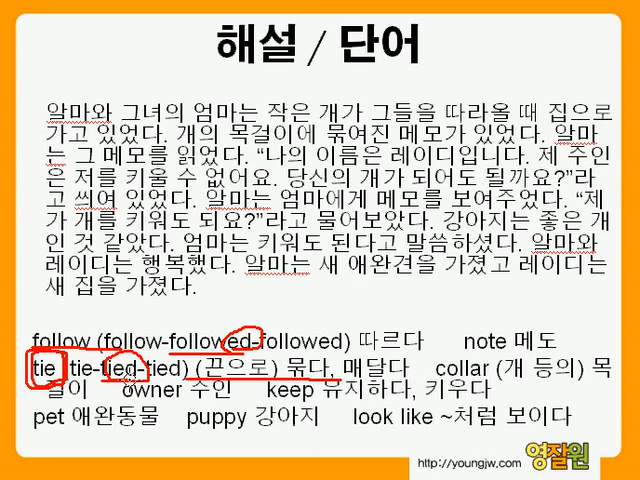 해설 / 단어
알마와 그녀의 엄마는 작은 개가 그들을 따라올 때 집으로
가고 있었다. 개의 목걸이에 묶여진 메모가 있었다. 알마
는 그 메모를 읽었다. “나의 이름은 레이디입니다. 제 주인
은 저를 키울 수 없어요. 당신의 개가 되어도 될까요?”라
고 씌여 있었다. 알마는 엄마에게 메모를 보여주었다. “제
가 개를 키워도 되요?”라고 물어보았다. 강아지는 좋은 개
인 것 같았다. 엄마는 키워도 된다고 말씀하셨다. 알마와
레이디는 행복했다. 알마는 새 애완견을 가졌고 레이디는
새 집을 가졌다.
follow (follow-followed-followed) 따르다 note 메도
tie (tie-tied-tied) (끈으로) 묶다, 매달다 collar (개 등의) 목
걸이 owner 주인 keep 유지하다, 키우다
pet 애완동물 puppy 강아지 look like ~처럼 보이다
영잘원
http://youngjw.com